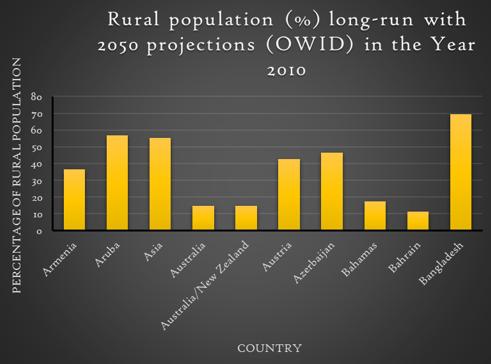 Rural population (%) long-run with
2050 projections (OWID) in the Year
2010
PERCENTAGE OF RURAL POPULATION
80
70
60
50
40
30
20
10
0
Armenia
Aruba
Asia
Australia
Australia/New Zealand
Austria
Azerbaijan
Bahamas
Bahrain
Bangladesh
COUNTRY